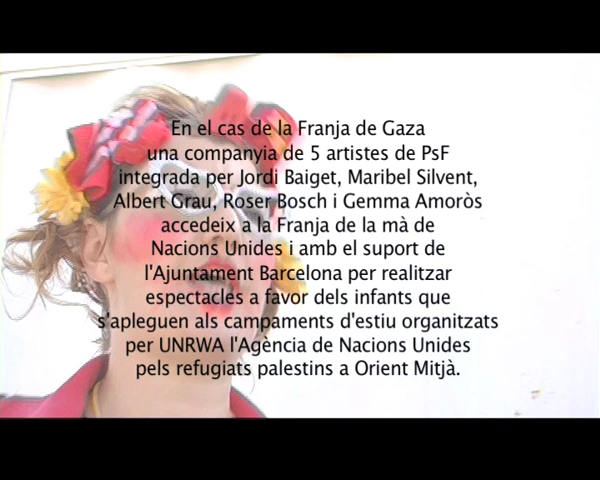 En el cas de la Franja de Gaza
una companyia de 5 artistes de PsF
integrada per Jordi Baiget, Maribel Silvent,
Albert Grau, Roser Bosch i Gemma Amoròs
accedeix a la Franja de la mà de
Nacions Unides i amb el suport de
l'Ajuntament Barcelona per realitzar
espectacles a favor dels infants que
s'apleguen als campaments d'estiu organitzats
per UNRWA l'Agència de Nacions Unides
pels refugiats palestins a Orient Mitjà.